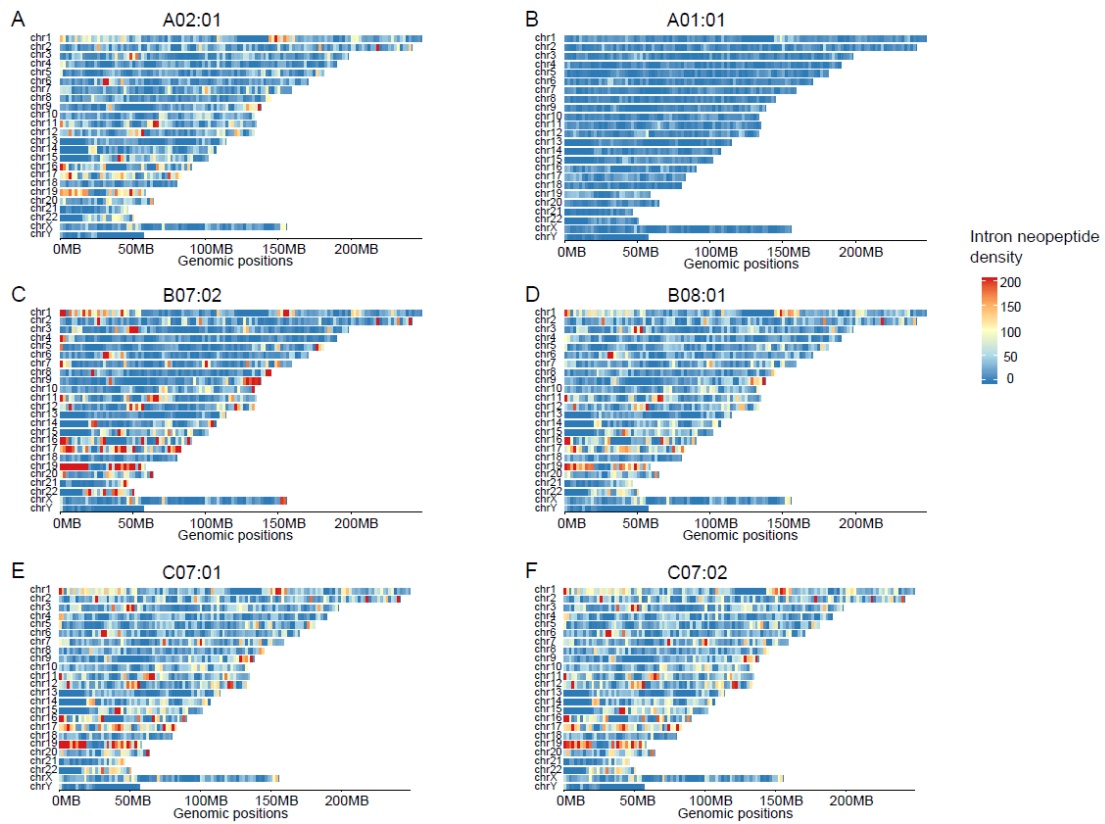 A
A02:01
chr1
chr2
chr3
chr4
chr5
chr6
chr7
chr8
chr9
chr10
chr11
chr12
chr13
chr14
chr15
chr16
chr17
chr18
chr19
chr20
chr21
chr22
chrX
chrY
0MB 50MB 100MB 150MB 200MB
Genomic positions
B
A01:01
chr1
chr2
chr3
chr4
chr5
chr6
chr7
chr8
chr9
chr10
chr11
chr12
chr13
chr14
chr15
chr16
chr17
chr18
chr19
chr20
chr21
chr22
chrX
chrY
0MB 50MB 100MB 150MB 200MB
Genomic positions
Intron neopeptide
density
200
150
100
50
0
C
B07:02
chr1
chr2
chr3
chr4
chr5
chr6
chr7
chr8
chr9
chr10
chr11
chr12
chr13
chr14
chr15
chr16
chr17
chr18
chr19
chr20
chr21
chr22
chrX
chrY
0MB 50MB 100MB 150MB 200MB
Genomic positions
D
B08:01
chr1
chr2
chr3
chr4
chr5
chr6
chr7
chr8
chr9
chr10
chr11
chr12
chr13
chr14
chr15
chr16
chr17
chr18
chr19
chr20
chr21
chr22
chrX
chrY
0MB 50MB 100MB 150MB 200MB
Genomic positions
E
C07:01
chr1
chr2
chr3
chr4
chr5
chr6
chr7
chr8
chr9
chr10
chr11
chr12
chr13
chr14
chr15
chr16
chr17
chr18
chr19
chr20
chr21
chr22
chrX
chrY
0MB 50MB 100MB 150MB 200MB
Genomic positions
F
C07:02
chr1
chr2
chr3
chr4
chr5
chr6
chr7
chr8
chr9
chr10
chr11
chr12
chr13
chr14
chr15
chr16
chr17
chr18
chr19
chr20
chr21
chr22
chrX
chrY
0MB 50MB 100MB 150MB 200MB
Genomic positions